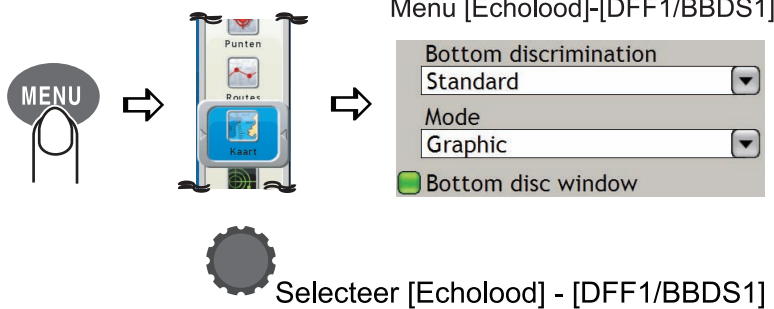 Menu [Echolood]-[DFF1/BBDS1]
MENU
Punten
Routes
Kaart
Bottom discrimination
Standard
Mode
Graphic
Bottom disc window
Selecteer [Echolood] - [DFF1/BBDS1]